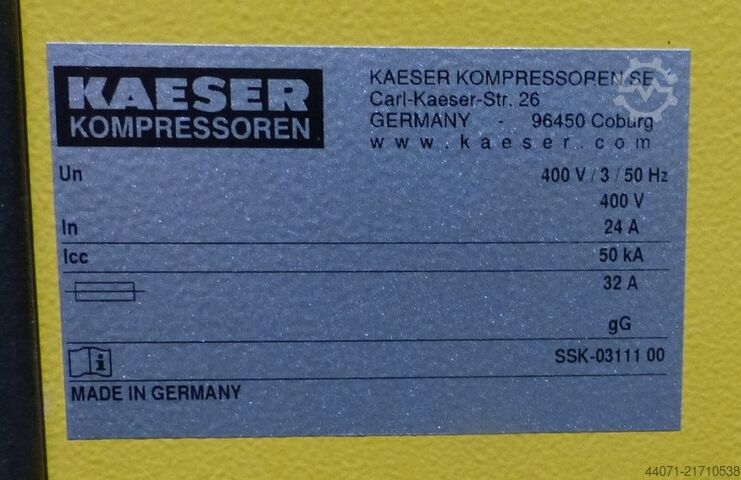 KAESER
KOMPRESSOREN
KAESER KOMPRESSOREN SE
Carl-Kaeser-Str. 26
GERMANY - 96450 Coburg
www.kaeser.com
Un 400 V / 3 / 50 Hz
400 V
In 24 A
Icc 50 kA
32 A
gG
i SSK-03111 00
MADE IN GERMANY
44071-21710538